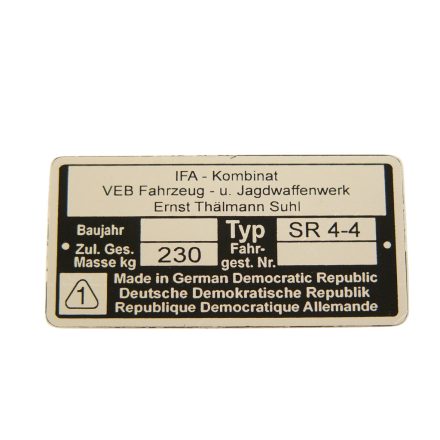 IFA - Kombinat
VEB Fahrzeug - u. Jagdwaffenwerk
Ernst Thälmann Suhl
Baujahr Typ SR 4-4
Zul. Ges. Masse kg 230 Fahr- gest. Nr.
1 Made in German Democratic Republic
Deutsche Demokratische Republik
Republique Democratique Allemande